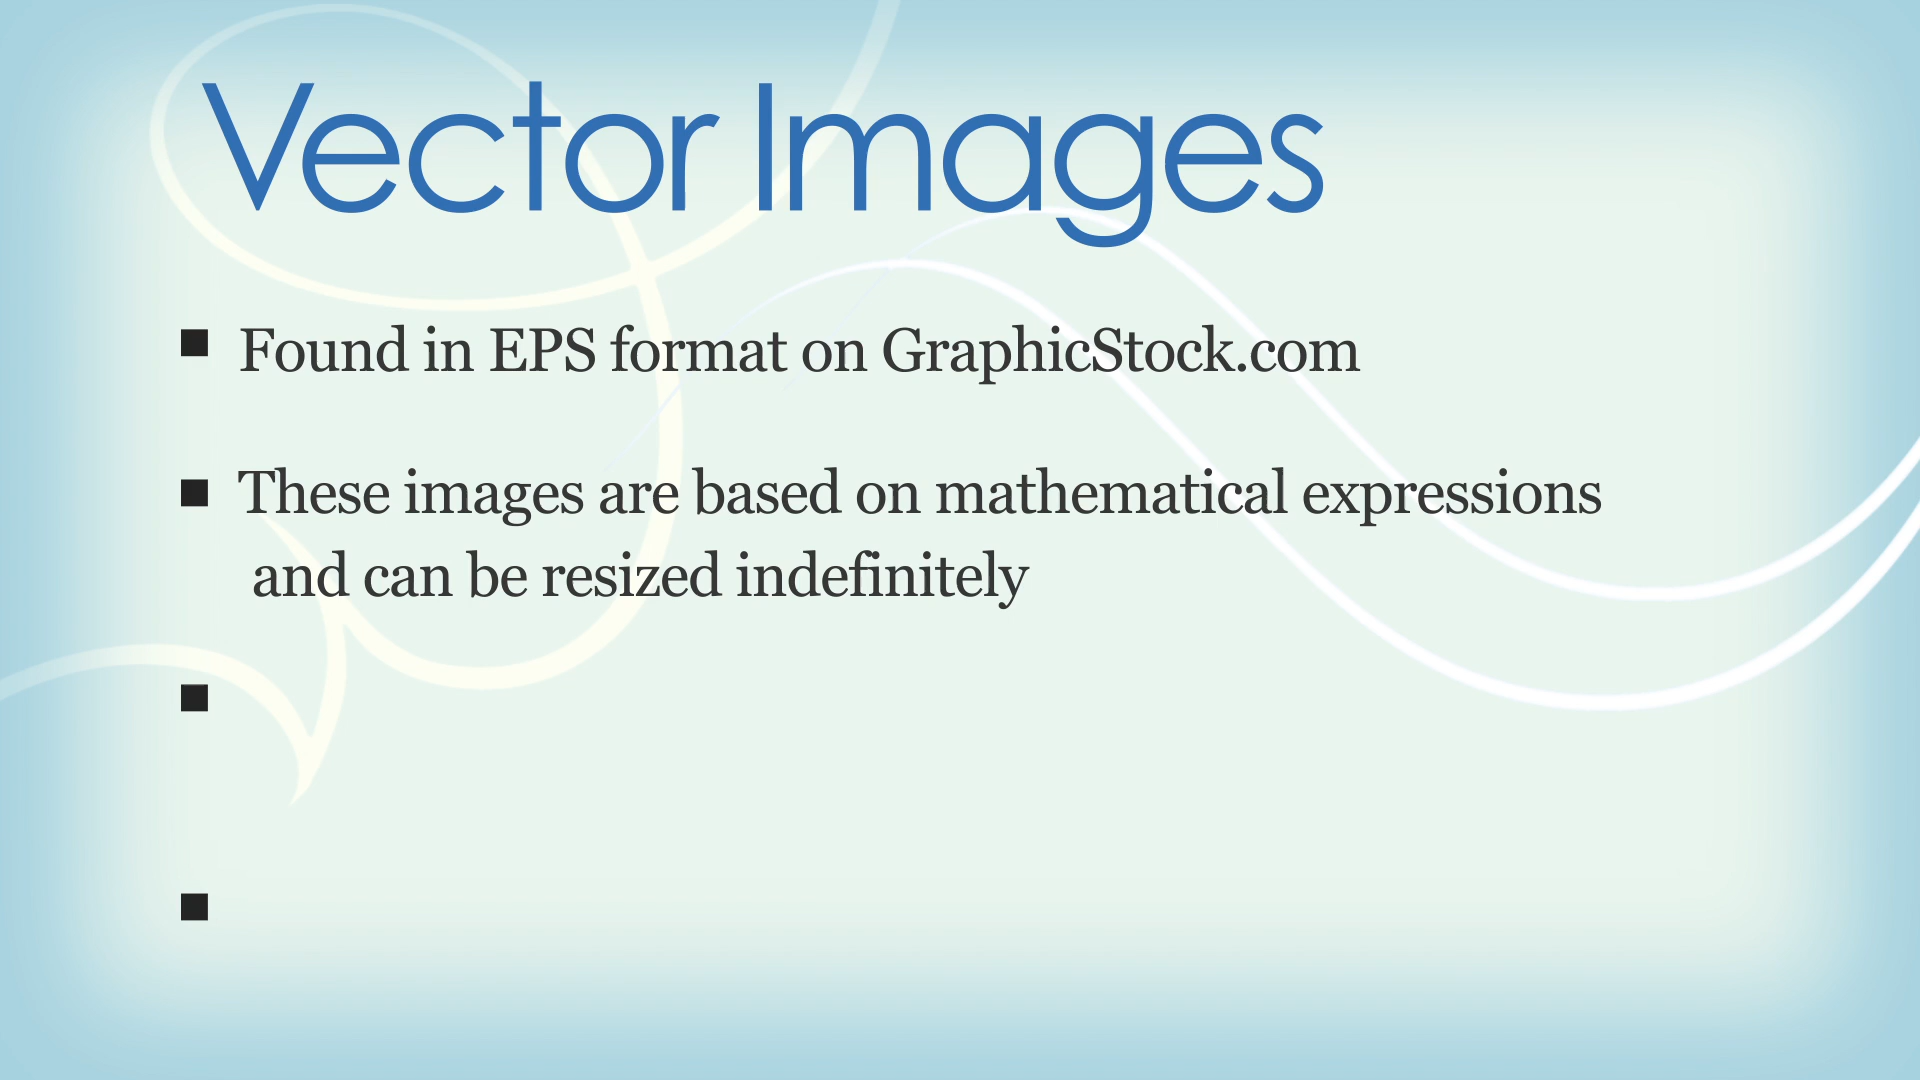 Vector Images
■ Found in EPS format on GraphicStock.com
■ These images are based on mathematical expressions
and can be resized indefinitely
■
■